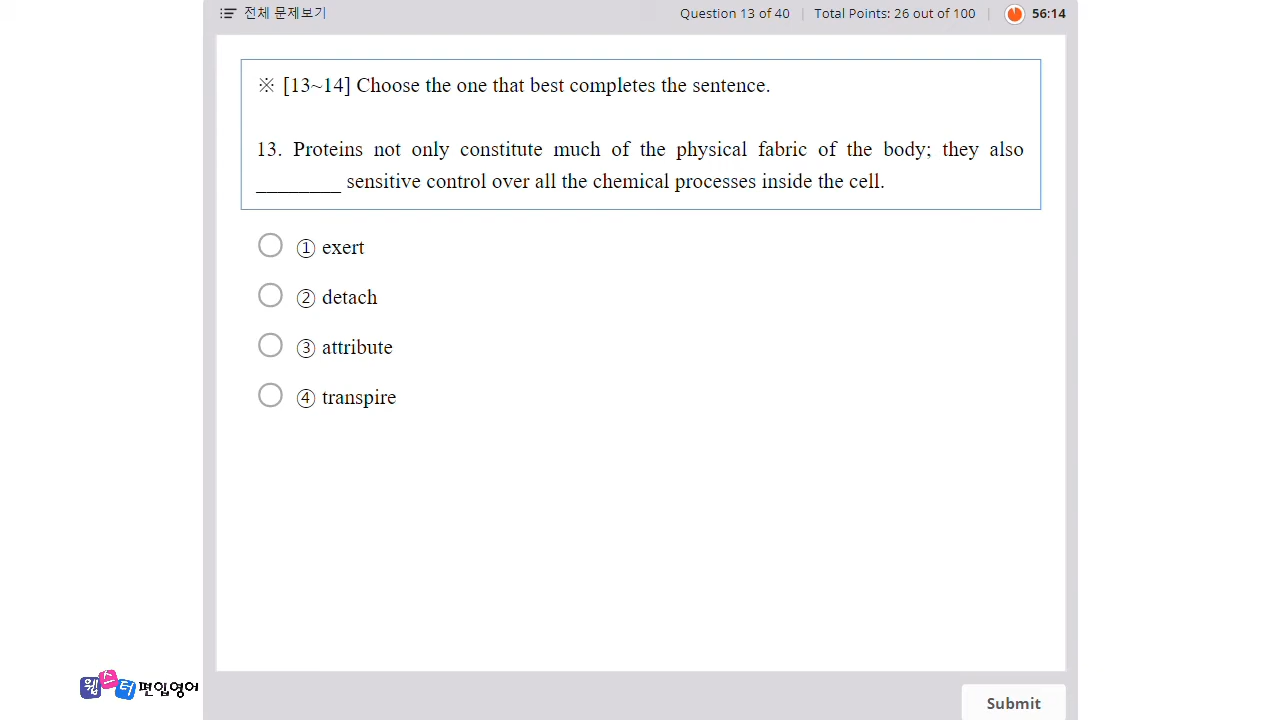 전체 문제보기
Question 13 of 40 | Total Points: 26 out of 100 | 56:14
※ [13~14] Choose the one that best completes the sentence.
13. Proteins not only constitute much of the physical fabric of the body; they also
________ sensitive control over all the chemical processes inside the cell.
① exert
② detach
③ attribute
④ transpire
웹스터 편입영어
Submit